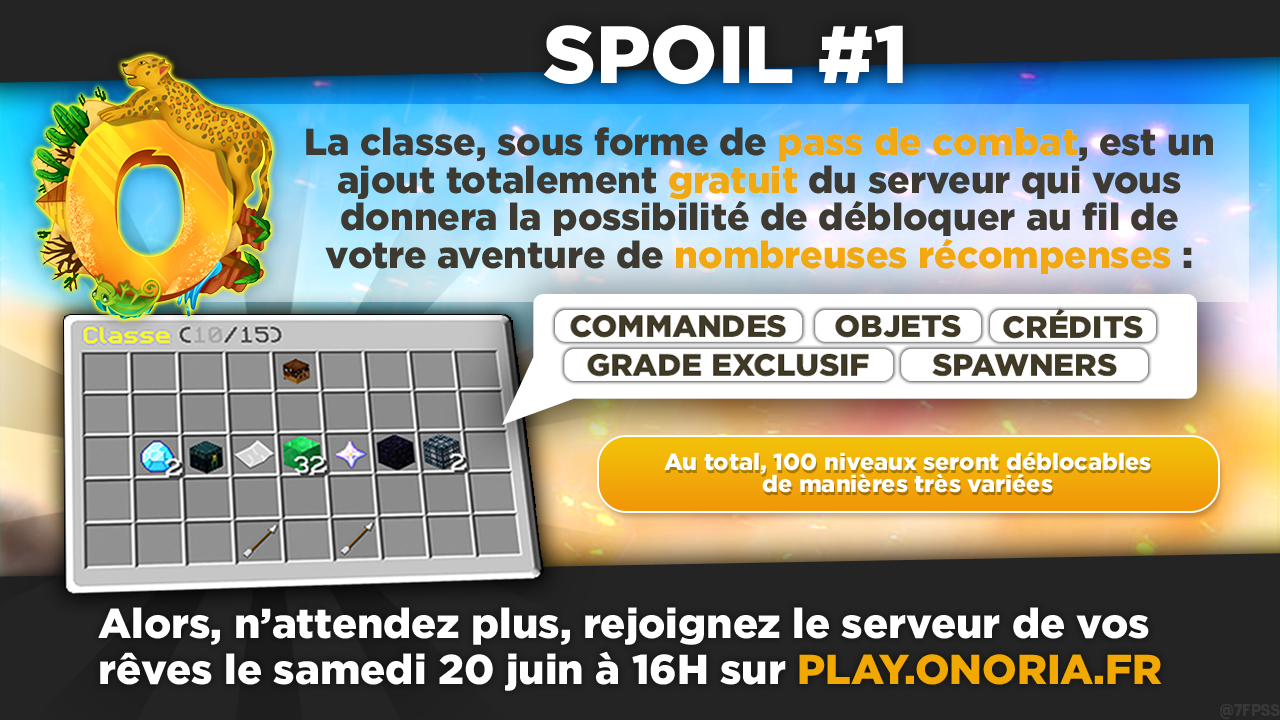 SPOIL #1
La classe, sous forme de pass de combat, est un
ajout totalement gratuit du serveur qui vous
donnera la possibilité de débloquer au fil de
votre aventure de nombreuses récompenses :
O
Classe (10/15)
COMMANDES OBJETS CRÉDITS
GRADE EXCLUSIF SPAWNERS
2 32 2
Au total, 100 niveaux seront déblocables
de manières très variées
Alors, n’attendez plus, rejoignez le serveur de vos
rêves le samedi 20 juin à 16H sur PLAY.ONORIA.FR
@7FPSS